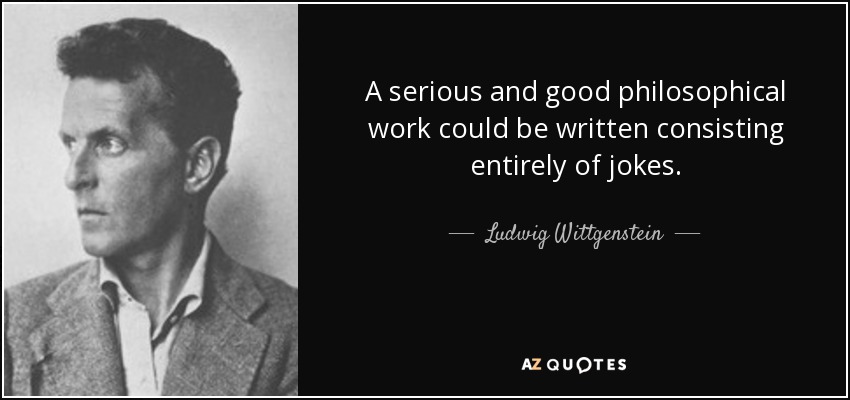 A serious and good philosophical
work could be written consisting
entirely of jokes.
Ludwig Wittgenstein
AZ QUOTES